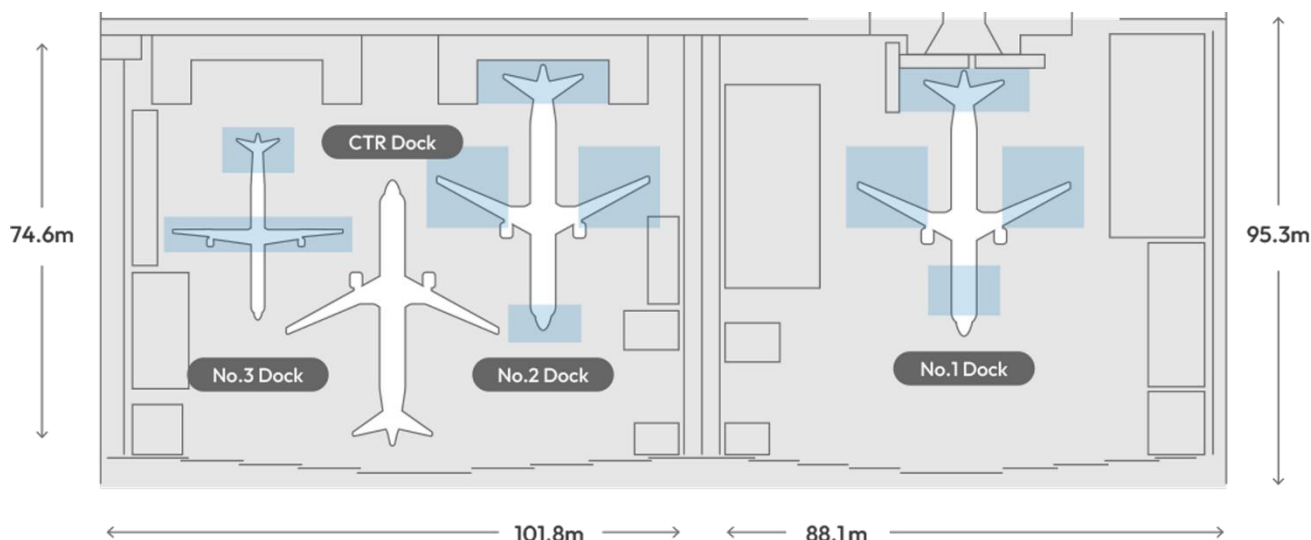 CTR Dock
74.6m
95.3m
No.3 Dock
No.2 Dock
No.1 Dock
101.8m
88.1m